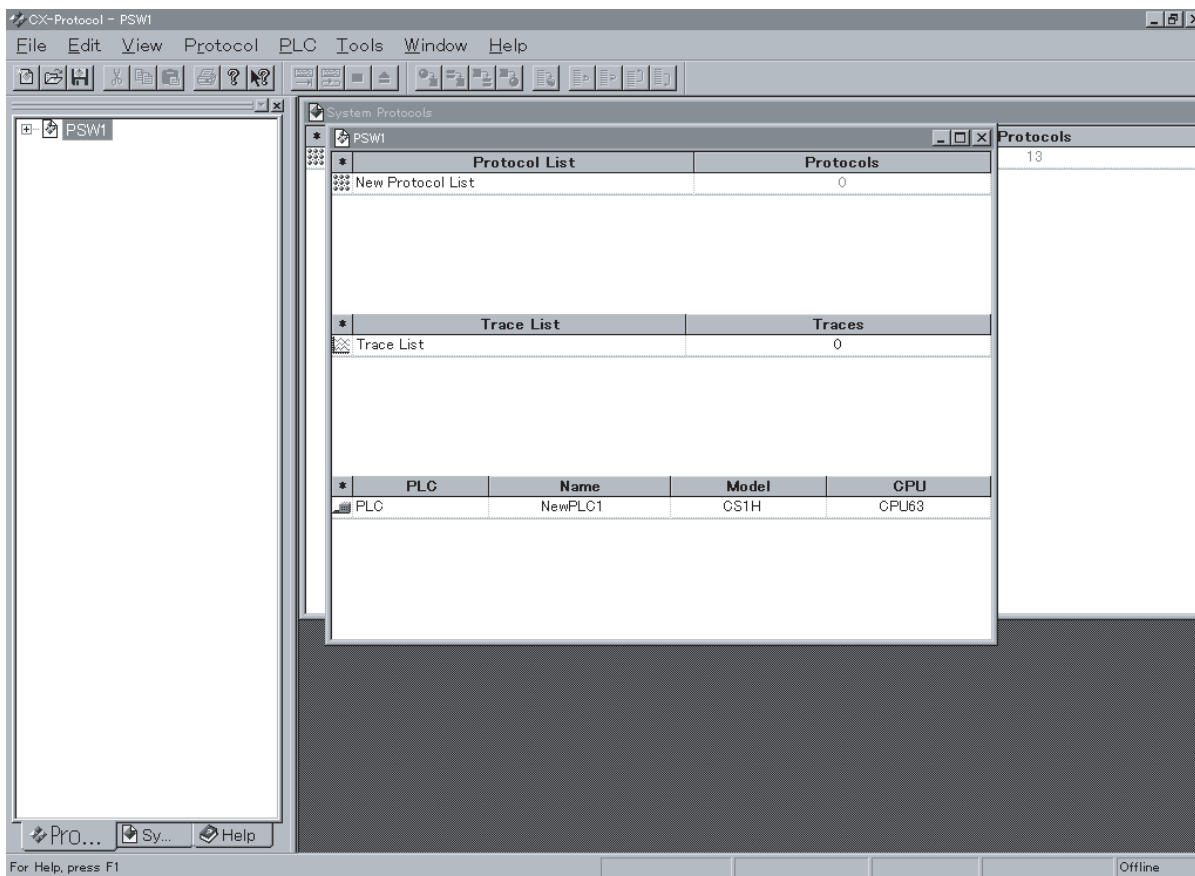 CX-Protocol - PSW1
File Edit View Protocol PLC Tools Window Help
PSW1
System Protocols
* Protocols
13
PSW1
* Protocol List Protocols
New Protocol List 0
* Trace List Traces
Trace List 0
* PLC Name Model CPU
PLC NewPLC1 CS1H CPU63
Pro... Sy... Help
For Help, press F1 Offline